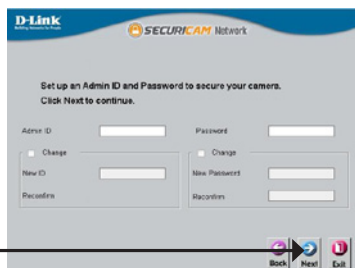 D-Link
Building Networks for People
SECURICAM Network
Set up an Admin ID and Password to secure your camera.
Click Next to continue.
Admin ID
Password
Change
Change
New ID
New Password
Reconfirm
Reconfirm
Back Next Exit